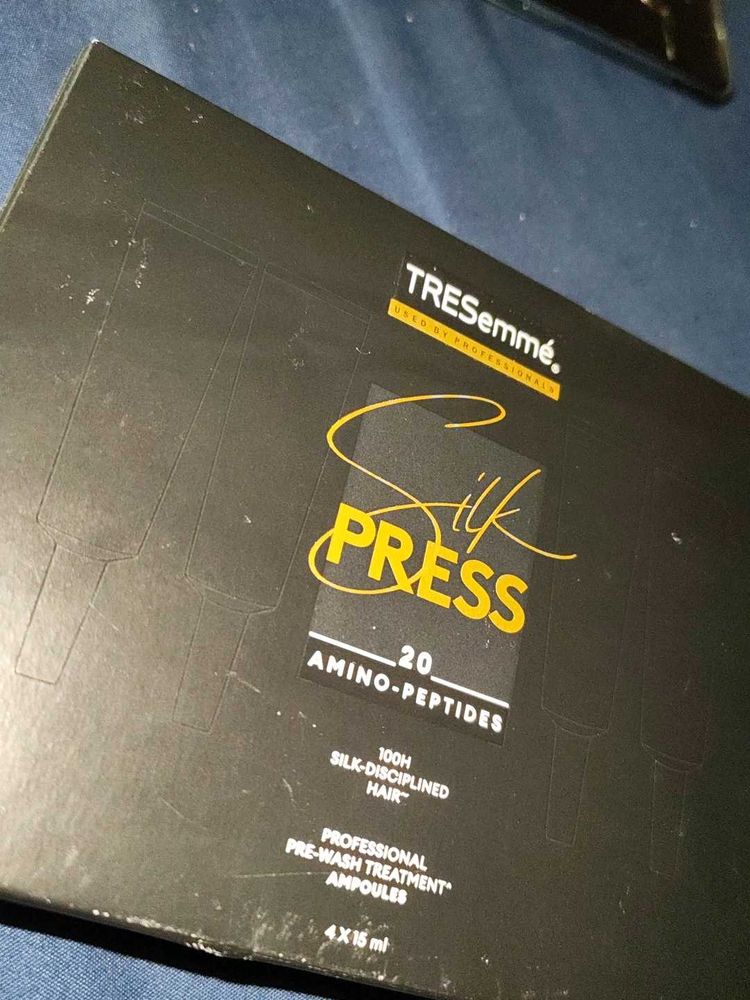 TRESemmé®
USED BY PROFESSIONALS
Silk
PRESS
20
AMINO-PEPTIDES
100H
SILK-DISCIPLINED
HAIR~
PROFESSIONAL
PRE-WASH TREATMENT^
AMPOULES
4 X 15 ml